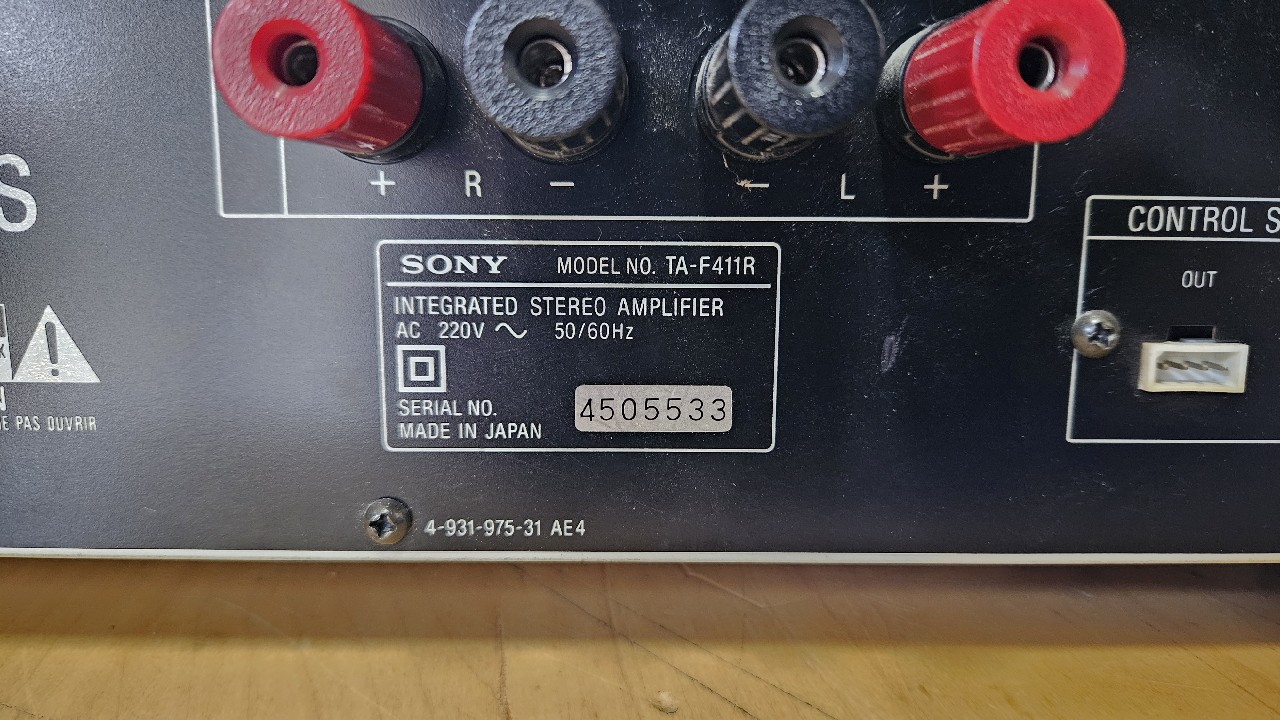 + R − − L +
S
CONTROL S
OUT
SONY MODEL NO. TA-F411R
INTEGRATED STEREO AMPLIFIER
AC 220V ~ 50/60Hz
SERIAL NO. 4505533
MADE IN JAPAN
E PAS OUVRIR
4-931-975-31 AE4